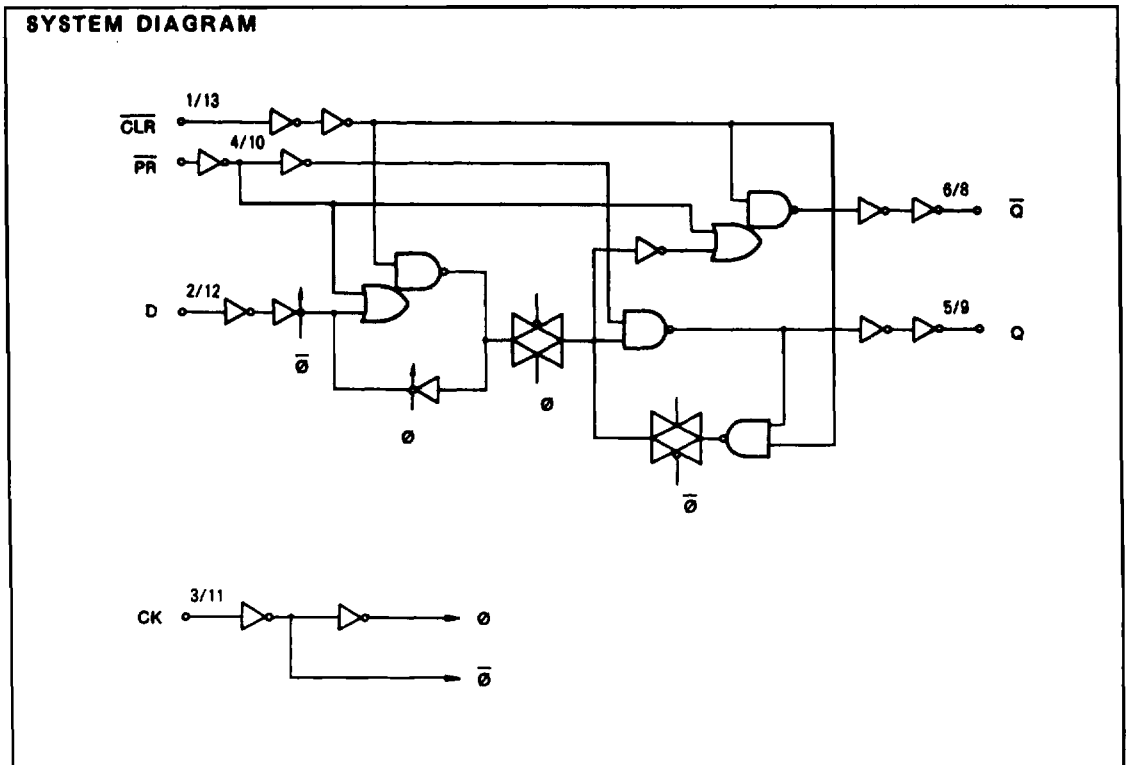 SYSTEM DIAGRAM
1/13
CLR̅
4/10
PR̅
6/8
Q̅
D
2/12
5/9
Q
Ø̅
Ø
Ø
Ø̅
3/11
CK
Ø
Ø̅